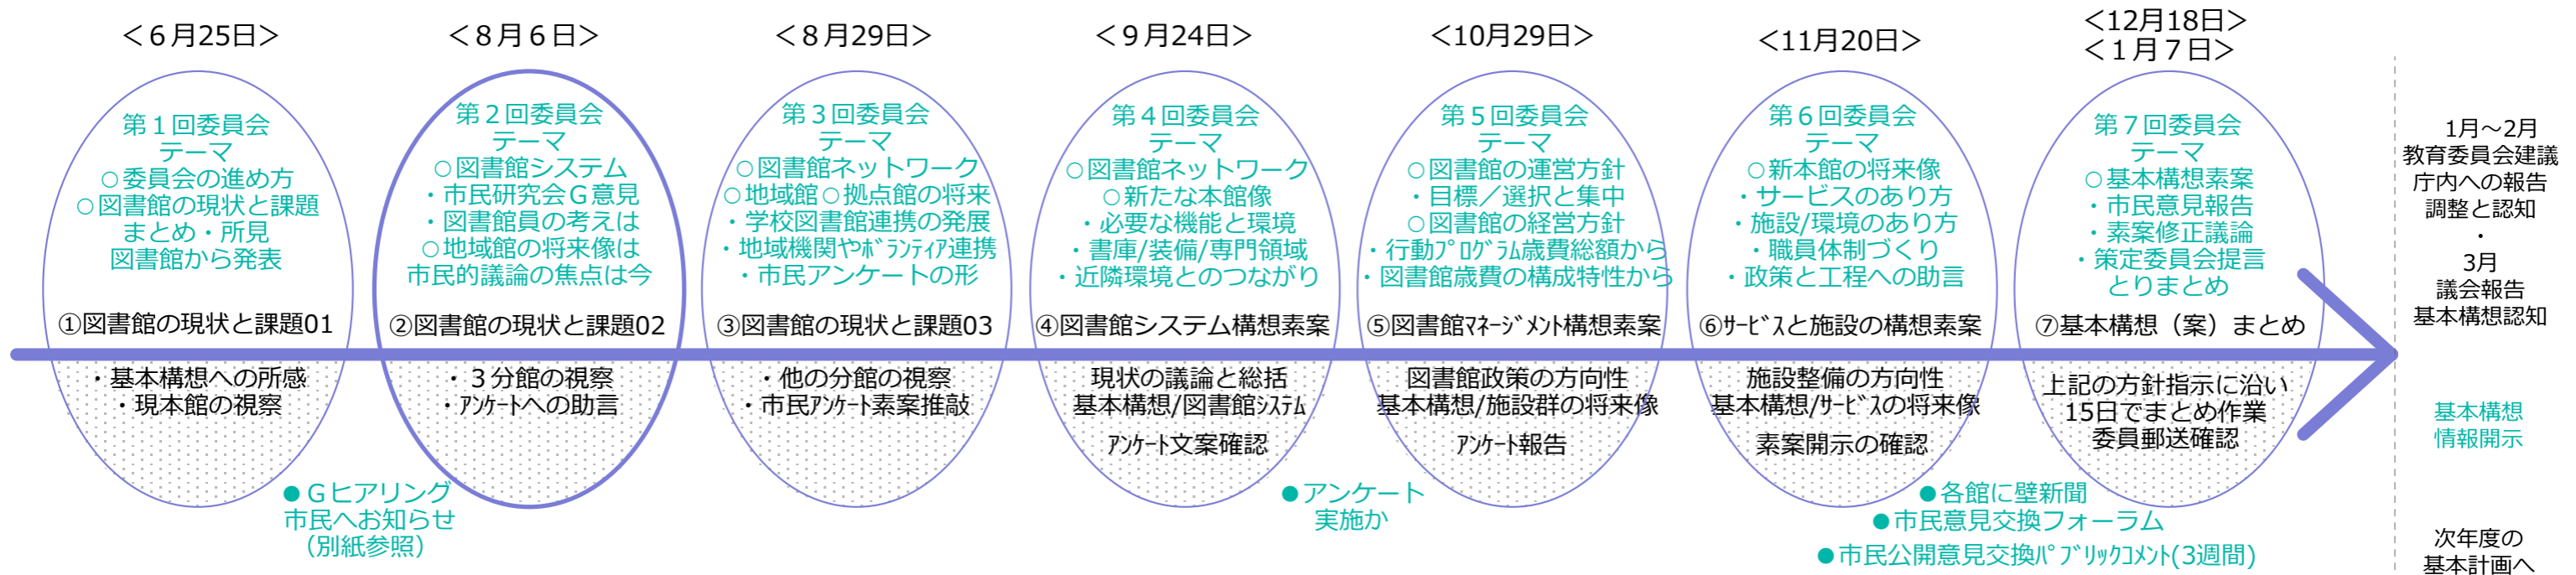 ＜６月25日＞
第１回委員会
テーマ
○委員会の進め方
○図書館の現状と課題
まとめ・所見
図書館から発表
①図書館の現状と課題01
・基本構想への所感
・現本館の視察
●Ｇヒアリング
市民へお知らせ
（別紙参照）
＜８月６日＞
第２回委員会
テーマ
○図書館システム
・市民研究会Ｇ意見
・図書館員の考えは
○地域館の将来像は
市民的議論の焦点は今
②図書館の現状と課題02
・３分館の視察
・ｱﾝｹｰﾄへの助言
＜８月29日＞
第３回委員会
テーマ
○図書館ネットワーク
○地域館○拠点館の将来
・学校図書館連携の発展
・地域機関やﾎﾞﾗﾝﾃｨｱ連携
・市民アンケートの形
③図書館の現状と課題03
・他の分館の視察
・市民ｱﾝｹｰﾄ素案推敲
＜９月24日＞
第４回委員会
テーマ
○図書館ネットワーク
○新たな本館像
・必要な機能と環境
・書庫/装備/専門領域
・近隣環境とのつながり
④図書館システム構想素案
現状の議論と総括
基本構想/図書館ｼｽﾃﾑ
ｱﾝｹｰﾄ文案確認
●アンケート
実施か
＜10月29日＞
第５回委員会
テーマ
○図書館の運営方針
・目標／選択と集中
○図書館の経営方針
・行動ﾌﾟﾛｸﾞﾗﾑ歳費総額から
・図書館歳費の構成特性から
⑤図書館ﾏﾈｰｼﾞﾒﾝﾄ構想素案
図書館政策の方向性
基本構想/施設群の将来像
ｱﾝｹｰﾄ報告
＜11月20日＞
第６回委員会
テーマ
○新本館の将来像
・サービスのあり方
・施設/環境のあり方
・職員体制づくり
・政策と工程への助言
⑥ｻｰﾋﾞｽと施設の構想素案
施設整備の方向性
基本構想/ｻｰﾋﾞｽの将来像
素案開示の確認
●各館に壁新聞
●市民意見交換フォーラム
●市民公開意見交換ﾊﾟﾌﾞﾘｯｸｺﾒﾝﾄ(3週間)
＜12月18日＞
＜１月７日＞
第７回委員会
テーマ
○基本構想素案
・市民意見報告
・素案修正議論
・策定委員会提言
とりまとめ
⑦基本構想（案）まとめ
上記の方針指示に沿い
15日でまとめ作業
委員郵送確認
1月～2月
教育委員会建議
庁内への報告
調整と認知
・
3月
議会報告
基本構想認知
基本構想
情報開示
次年度の
基本計画へ